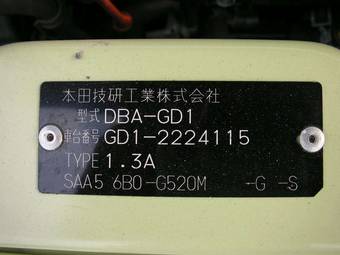 本田技研工業株式会社
型式 DBA-GD1
車台番号 GD1-2224115
TYPE 1.3A
SAA5 6B0-G520M -G -S